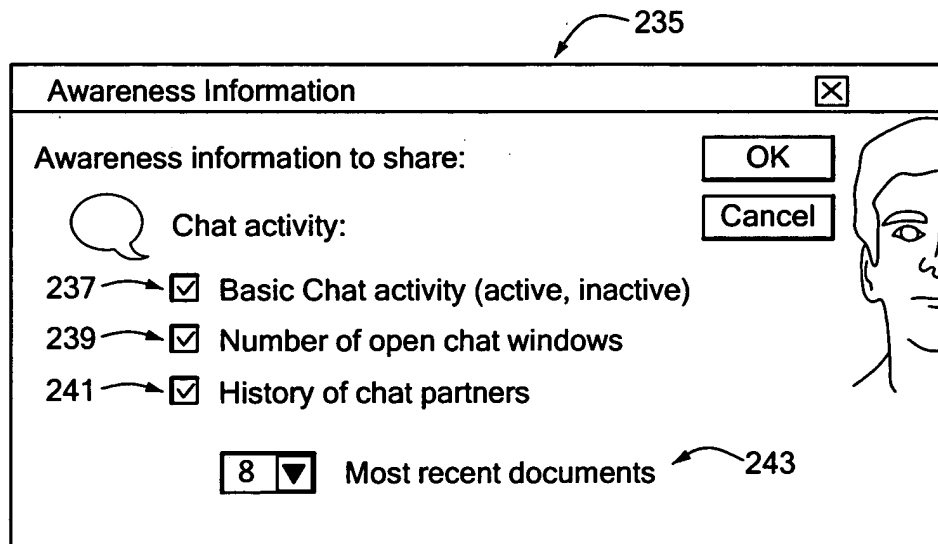 235
Awareness Information
Awareness information to share:
OK
Chat activity:
Cancel
237 Basic Chat activity (active, inactive)
239 Number of open chat windows
241 History of chat partners
8 Most recent documents 243